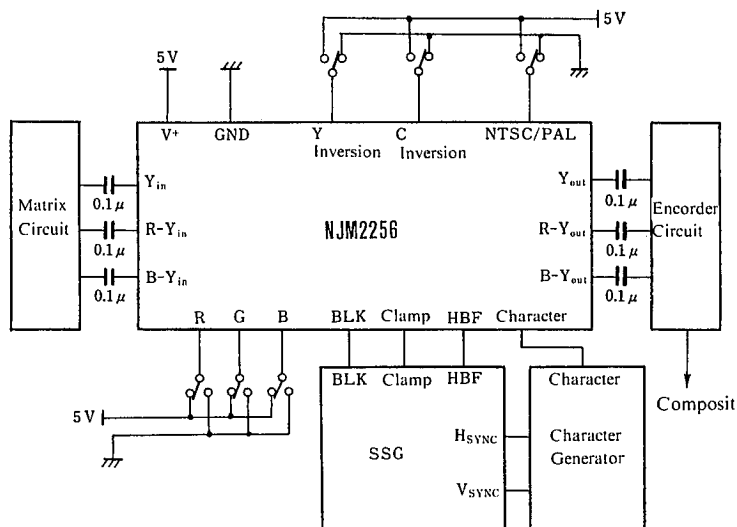 5V
5V
V+ GND Y C NTSC/PAL
Inversion Inversion
Matrix
Circuit
0.1μ
0.1μ
0.1μ
Yin
R-Yin
B-Yin
NJM2256
Yout
R-Yout
B-Yout
0.1μ
0.1μ
0.1μ
Encorder
Circuit
R G B BLK Clamp HBF Character
BLK Clamp HBF
Character
5V
SSG
HSYNC
VSYNC
Character
Generator
Composit